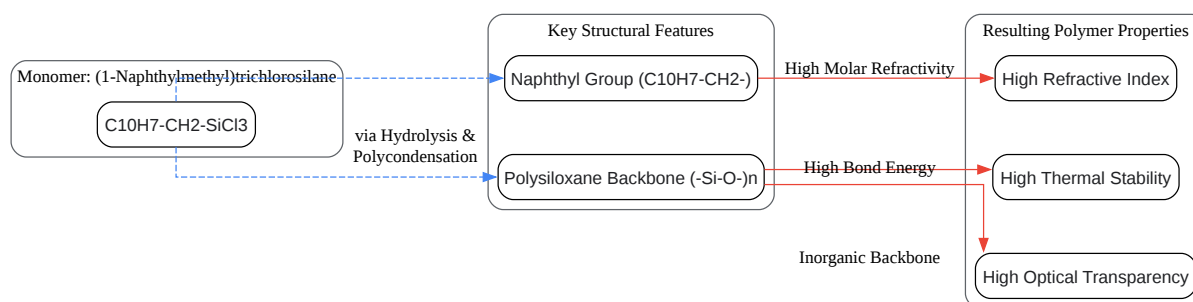 Monomer: (1-Naphthylmethyl)trichlorosilane
C10H7-CH2-SiCl3
via Hydrolysis &
Polycondensation
Key Structural Features
Naphthyl Group (C10H7-CH2-)
Polysiloxane Backbone (-Si-O-)n
High Molar Refractivity
High Bond Energy
Inorganic Backbone
Resulting Polymer Properties
High Refractive Index
High Thermal Stability
High Optical Transparency